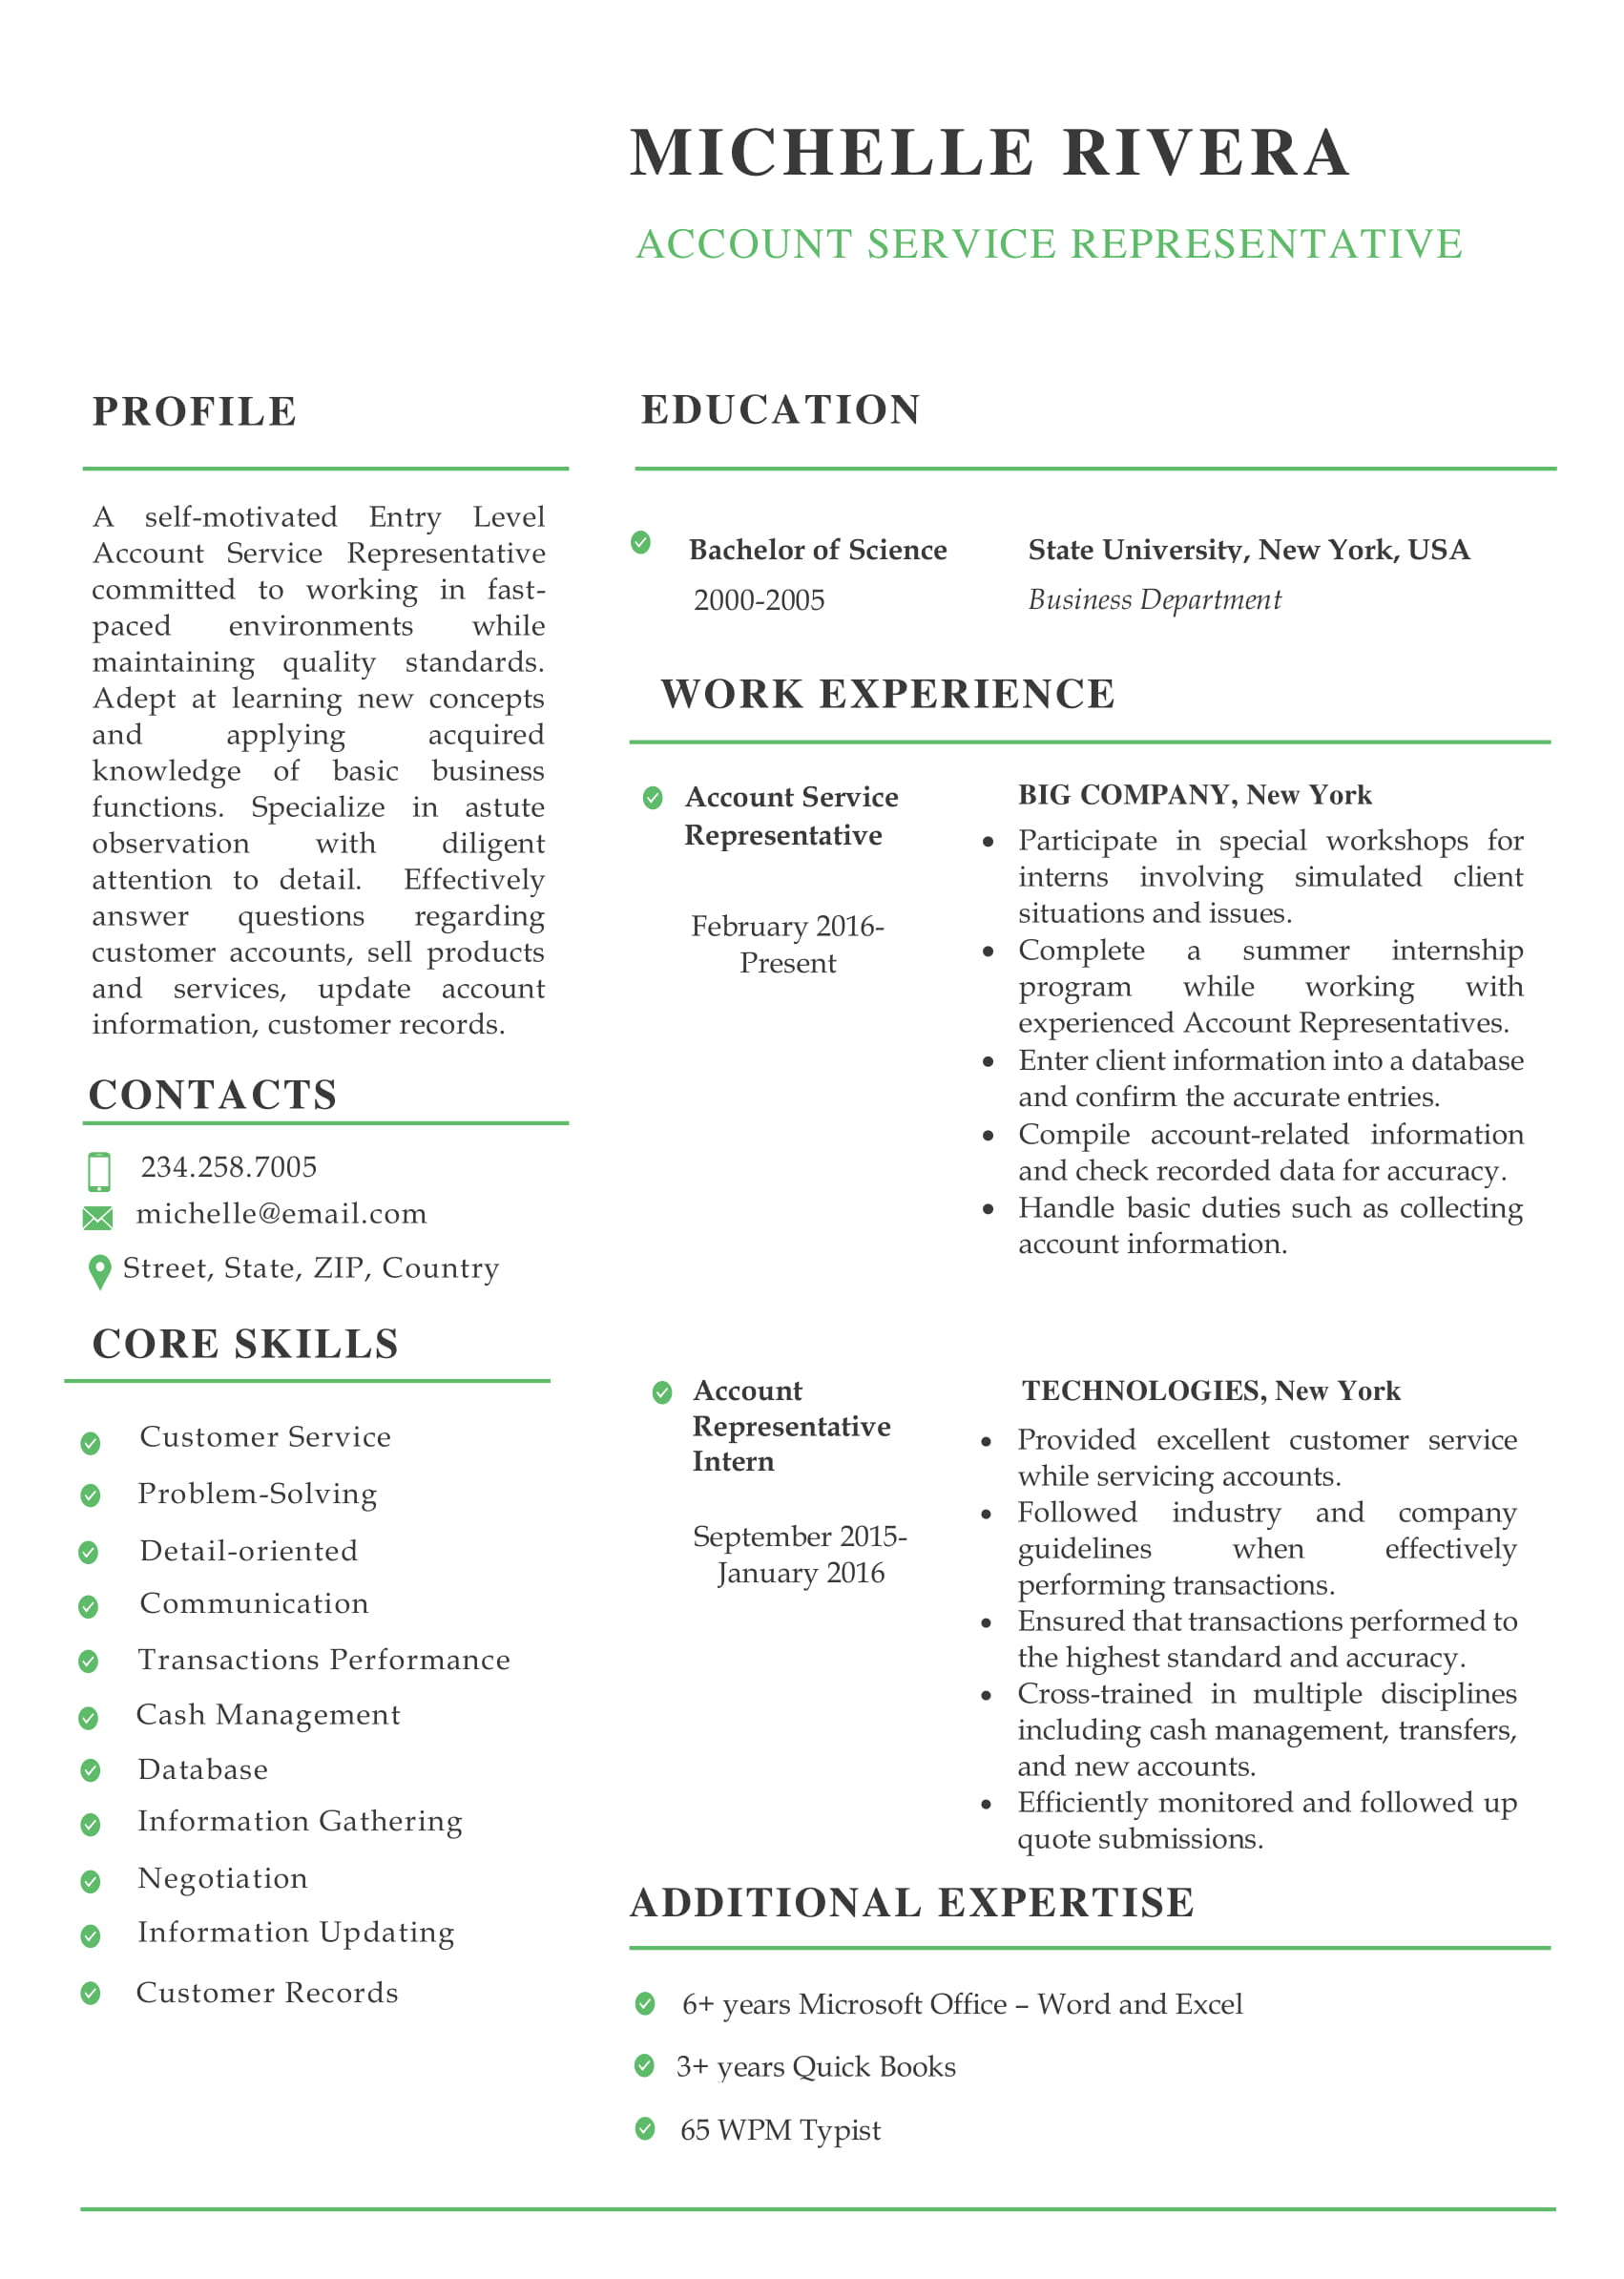 MICHELLE RIVERA
ACCOUNT SERVICE REPRESENTATIVE
PROFILE
A self-motivated Entry Level
Account Service Representative
committed to working in fast-
paced environments while
maintaining quality standards.
Adept at learning new concepts
and applying acquired
knowledge of basic business
functions. Specialize in astute
observation with diligent
attention to detail. Effectively
answer questions regarding
customer accounts, sell products
and services, update account
information, customer records.
CONTACTS
234.258.7005
michelle@email.com
Street, State, ZIP, Country
CORE SKILLS
Customer Service
Problem-Solving
Detail-oriented
Communication
Transactions Performance
Cash Management
Database
Information Gathering
Negotiation
Information Updating
Customer Records
EDUCATION
Bachelor of Science
2000-2005
State University, New York, USA
Business Department
WORK EXPERIENCE
Account Service
Representative
February 2016-
Present
BIG COMPANY, New York
• Participate in special workshops for
interns involving simulated client
situations and issues.
• Complete a summer internship
program while working with
experienced Account Representatives.
• Enter client information into a database
and confirm the accurate entries.
• Compile account-related information
and check recorded data for accuracy.
• Handle basic duties such as collecting
account information.
Account
Representative
Intern
September 2015-
January 2016
TECHNOLOGIES, New York
• Provided excellent customer service
while servicing accounts.
• Followed industry and company
guidelines when effectively
performing transactions.
• Ensured that transactions performed to
the highest standard and accuracy.
• Cross-trained in multiple disciplines
including cash management, transfers,
and new accounts.
• Efficiently monitored and followed up
quote submissions.
ADDITIONAL EXPERTISE
6+ years Microsoft Office – Word and Excel
3+ years Quick Books
65 WPM Typist